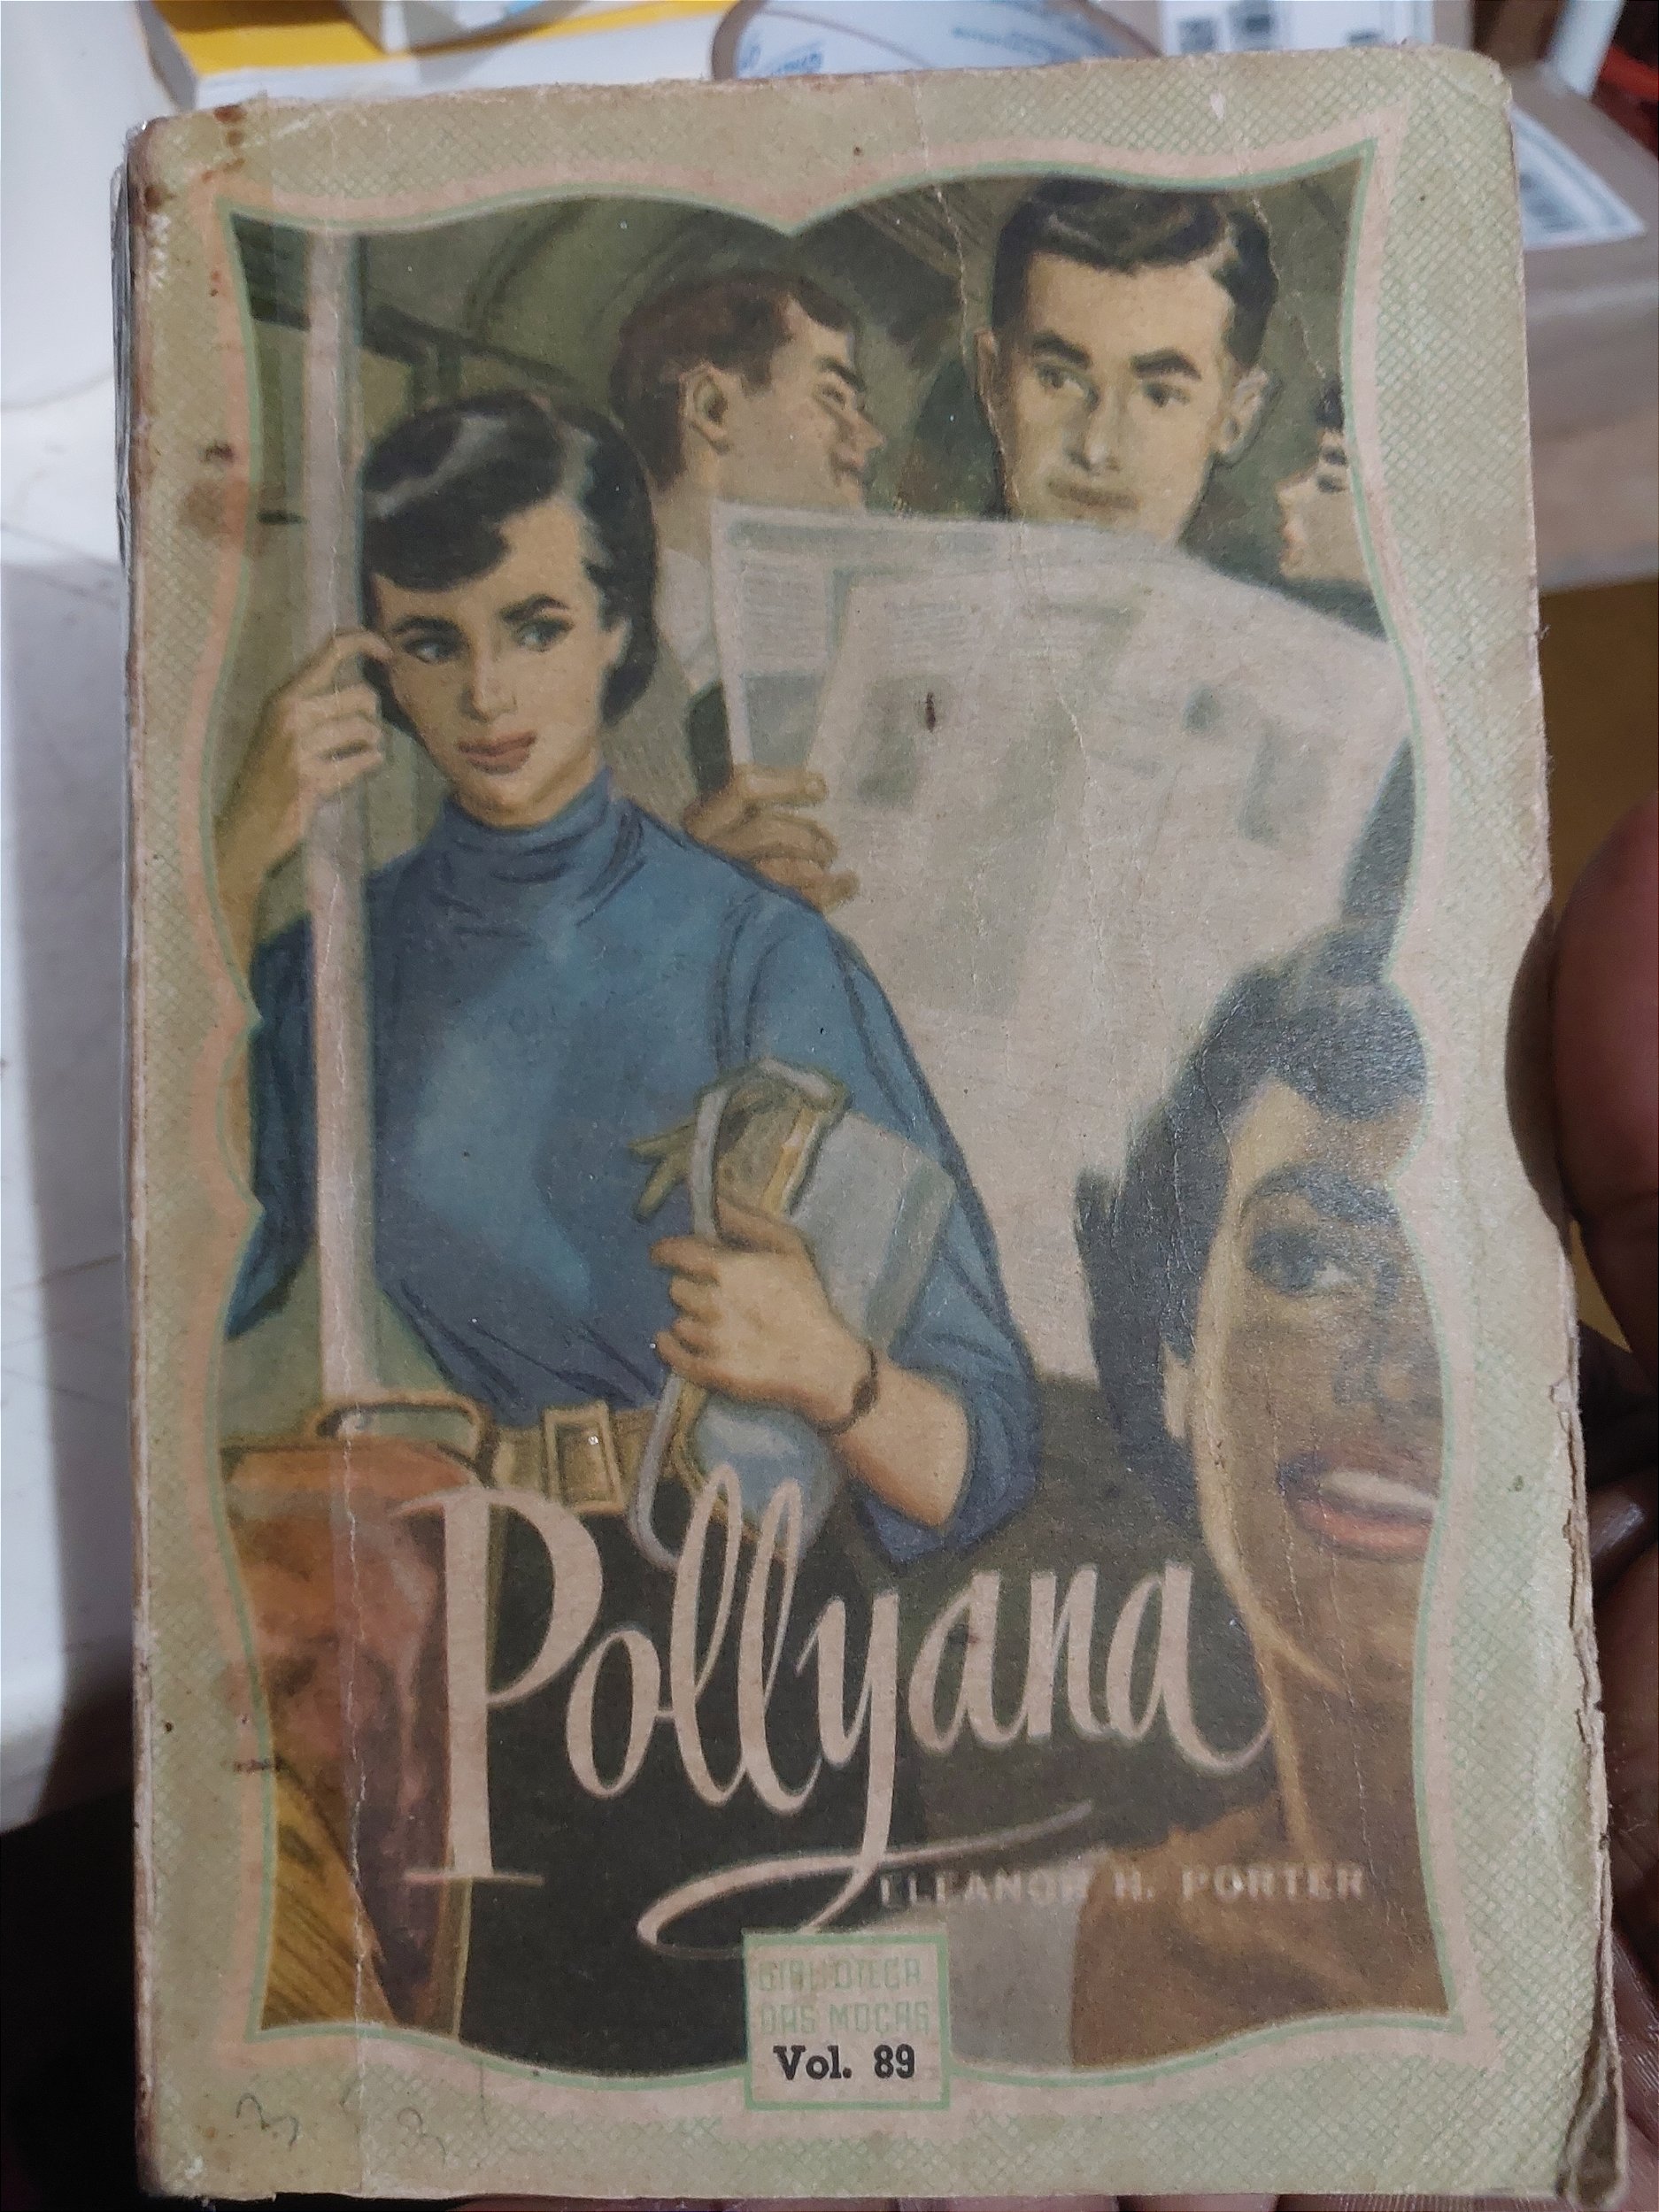 Pollyana
ELEANOR H. PORTER
BIBLIOTECA
DAS MOÇAS
Vol. 89